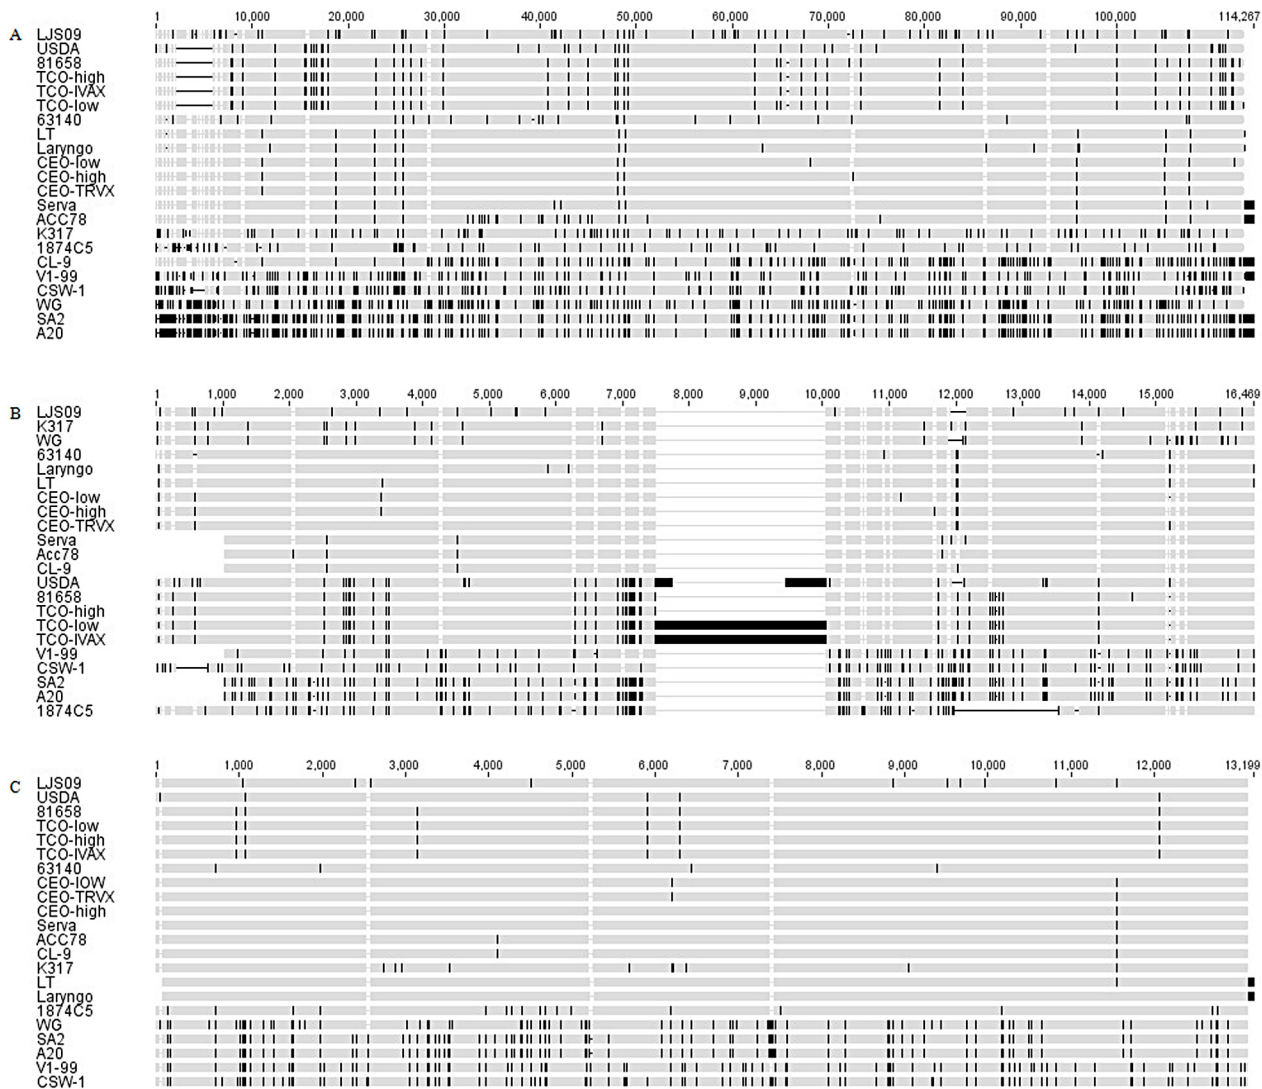 1 10,000 20,000 30,000 40,000 50,000 60,000 70,000 80,000 90,000 100,000 114,267
A LJS09
USDA
81658
TCO-high
TCO-IVAX
TCO-low
63140
LT
Laryngo
CEO-low
CEO-high
CEO-TRVX
Serva
ACC78
K317
1874C5
CL-9
V1-99
CSW-1
WG
SA2
A20
1 1,000 2,000 3,000 4,000 5,000 6,000 7,000 8,000 9,000 10,000 11,000 12,000 13,000 14,000 15,000 16,469
B LJS09
K317
WG
63140
Laryngo
LT
CEO-low
CEO-high
CEO-TRVX
Serva
Acc78
CL-9
USDA
81658
TCO-high
TCO-low
TCO-IVAX
V1-99
CSW-1
SA2
A20
1874C5
1 1,000 2,000 3,000 4,000 5,000 6,000 7,000 8,000 9,000 10,000 11,000 12,000 13,199
C LJS09
USDA
81658
TCO-low
TCO-high
TCO-IVAX
63140
CEO-lOW
CEO-TRVX
CEO-high
Serva
ACC78
CL-9
K317
LT
Laryngo
1874C5
WG
SA2
A20
V1-99
CSW-1